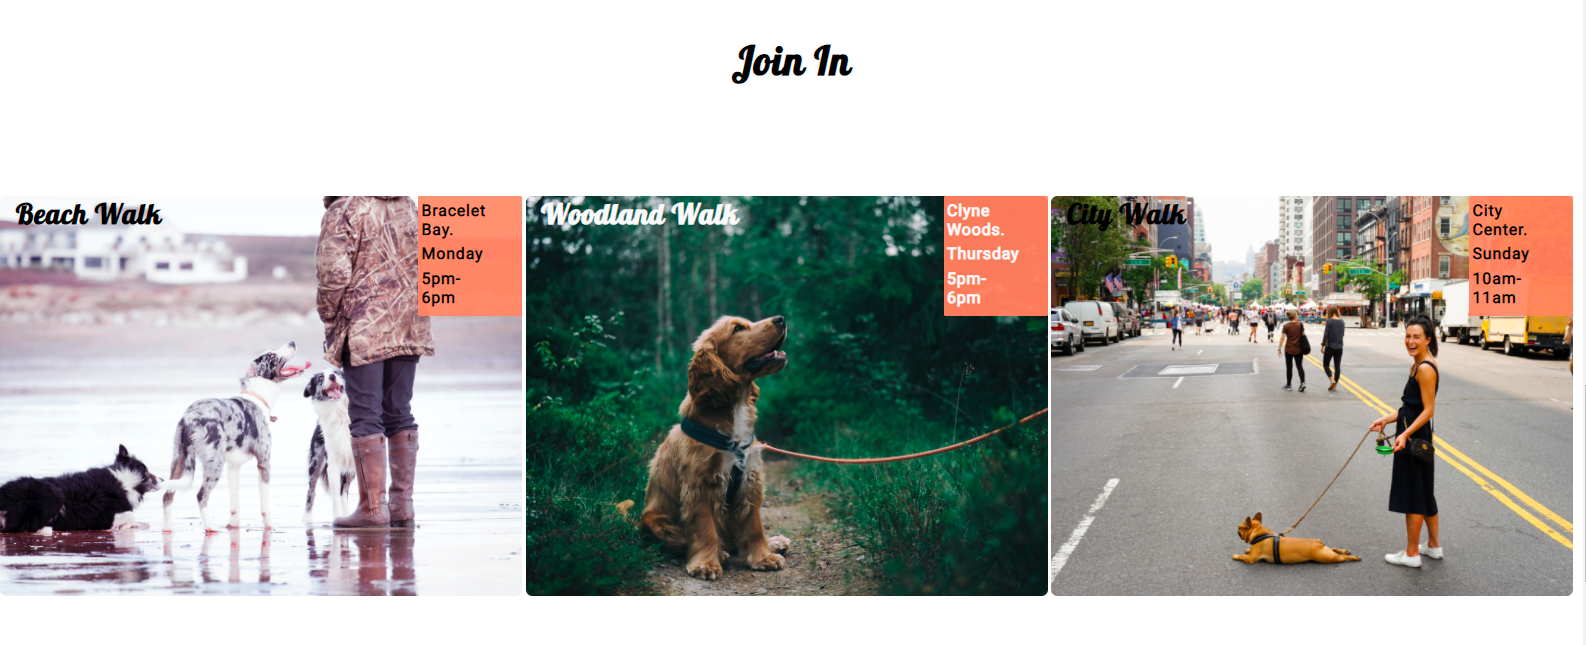 Join In
Beach Walk
Bracelet
Bay.
Monday
5pm-
6pm
Woodland Walk
Clyne
Woods.
Thursday
5pm-
6pm
City Walk
City
Center.
Sunday
10am-
11am